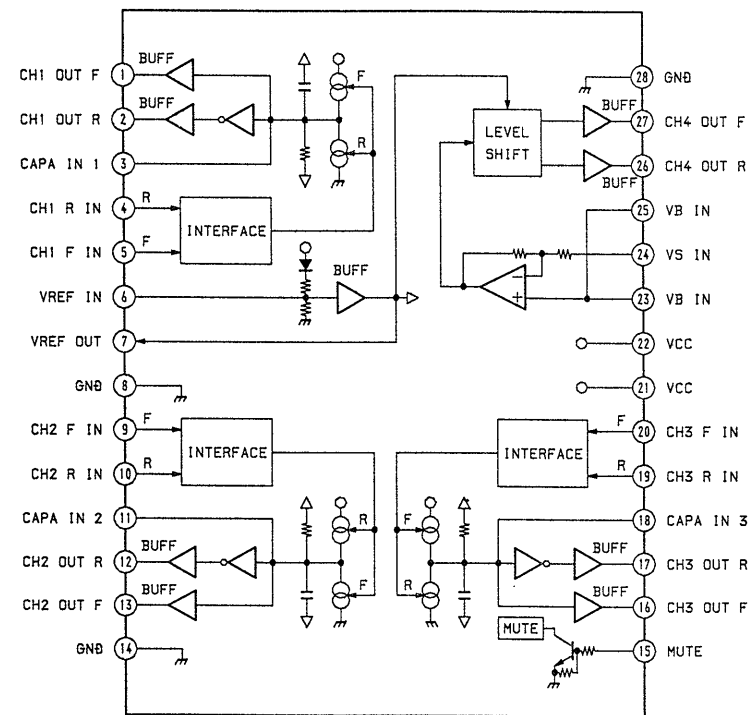 BUFF
CH1 OUT F 1
BUFF
CH1 OUT R 2
CAPA IN 1 3
F
R
CH1 R IN 4 R
INTERFACE
CH1 F IN 5 F
VREF IN 6
BUFF
VREF OUT 7
GND 8
CH2 F IN 9 F
INTERFACE
CH2 R IN 10 R
CAPA IN 2 11
BUFF
CH2 OUT R 12
R
F
BUFF
CH2 OUT F 13
GND 14
28 GND
BUFF
27 CH4 OUT F
LEVEL
SHIFT
26 CH4 OUT R
BUFF
25 VB IN
24 VS IN
-
+
23 VB IN
22 VCC
21 VCC
F 20 CH3 F IN
INTERFACE
R 19 CH3 R IN
18 CAPA IN 3
F
R
BUFF
17 CH3 OUT R
BUFF
16 CH3 OUT F
MUTE
15 MUTE